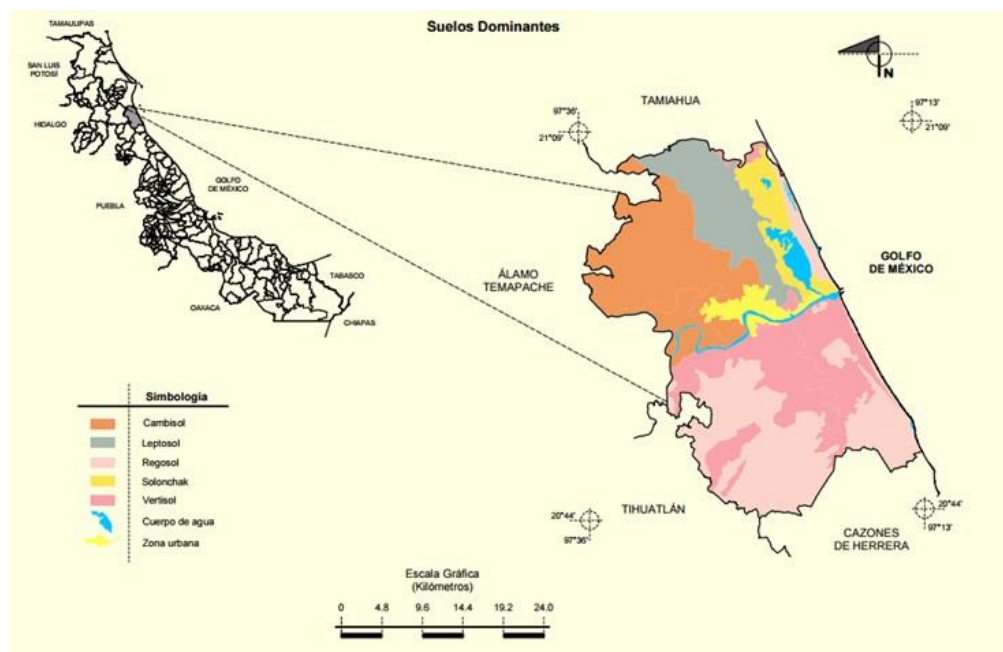 Suelos Dominantes
TAMAULIPAS
SAN LUIS
POTOSÍ
HIDALGO
PUEBLA
GOLFO
DE MÉXICO
OAXACA
TABASCO
CHIAPAS
N
TAMIAHUA
97°36'
21°09'
97°13'
21°09'
ÁLAMO
TEMAPACHE
GOLFO
DE MÉXICO
TIHUATLÁN
20°44'
97°36'
20°44'
97°13'
CAZONES
DE HERRERA
Simbología
Cambisol
Leptosol
Regosol
Solonchak
Vertisol
Cuerpo de agua
Zona urbana
Escala Gráfica
(Kilómetros)
0 4.8 9.6 14.4 19.2 24.0